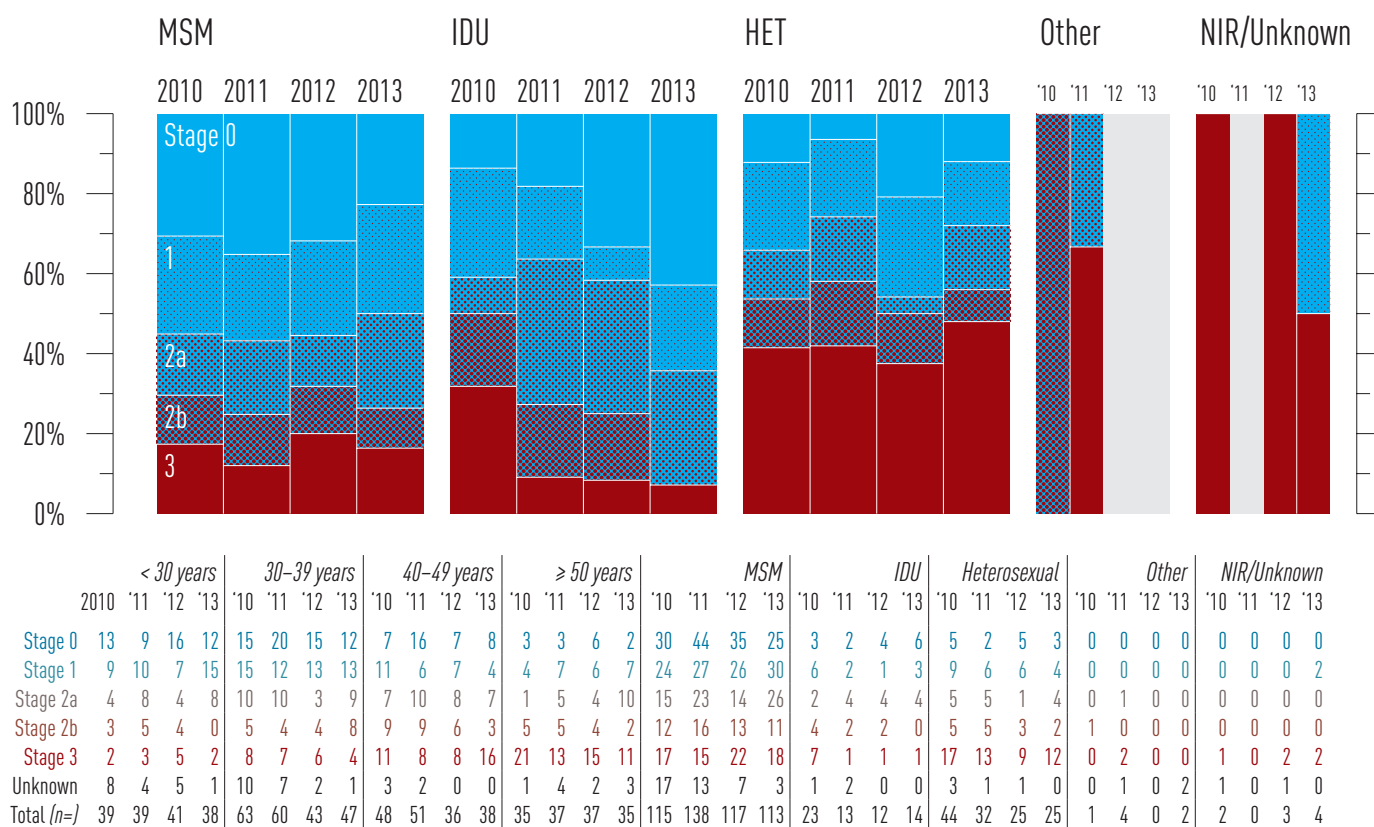 MSM IDU HET Other NIR/Unknown
2010 2011 2012 2013 2010 2011 2012 2013 2010 2011 2012 2013 '10 '11 '12 '13 '10 '11 '12 '13
100%
Stage 0
80%
1
60%
40%
2a
2b
20%
3
0%
< 30 years 30–39 years 40–49 years ⩾ 50 years MSM IDU Heterosexual Other NIR/Unknown
2010 '11 '12 '13 '10 '11 '12 '13 '10 '11 '12 '13 '10 '11 '12 '13 '10 '11 '12 '13 '10 '11 '12 '13 '10 '11 '12 '13 '10 '11 '12 '13 '10 '11 '12 '13
Stage 0 13 9 16 12 15 20 15 12 7 16 7 8 3 3 6 2 30 44 35 25 3 2 4 6 5 2 5 3 0 0 0 0 0 0 0 0
Stage 1 9 10 7 15 15 12 13 13 11 6 7 4 4 7 6 7 24 27 26 30 6 2 1 3 9 6 6 4 0 0 0 0 0 0 0 2
Stage 2a 4 8 4 8 10 10 3 9 7 10 8 7 1 5 4 10 15 23 14 26 2 4 4 4 5 5 1 4 0 1 0 0 0 0 0 0
Stage 2b 3 5 4 0 5 4 4 8 9 9 6 3 5 5 4 2 12 16 13 11 4 2 2 0 5 5 3 2 1 0 0 0 0 0 0 0
Stage 3 2 3 5 2 8 7 6 4 11 8 8 16 21 13 15 11 17 15 22 18 7 1 1 1 17 13 9 12 0 2 0 0 1 0 2 2
Unknown 8 4 5 1 10 7 2 1 3 2 0 0 1 4 2 3 17 13 7 3 1 2 0 0 3 1 1 0 0 1 0 2 1 0 1 0
Total (n=) 39 39 41 38 63 60 43 47 48 51 36 38 35 37 37 35 115 138 117 113 23 13 12 14 44 32 25 25 1 4 0 2 2 0 3 4